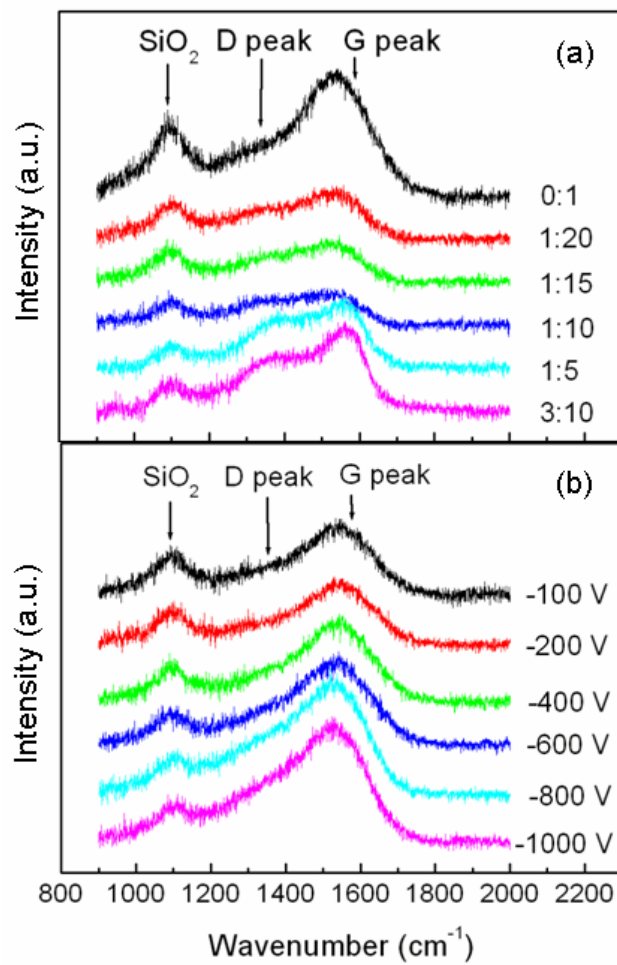 SiO₂ D peak G peak (a)
0:1
1:20
1:15
1:10
1:5
3:10
Intensity (a.u.)
SiO₂ D peak G peak (b)
-100 V
-200 V
-400 V
-600 V
-800 V
-1000 V
Intensity (a.u.)
800 1000 1200 1400 1600 1800 2000 2200
Wavenumber (cm⁻¹)